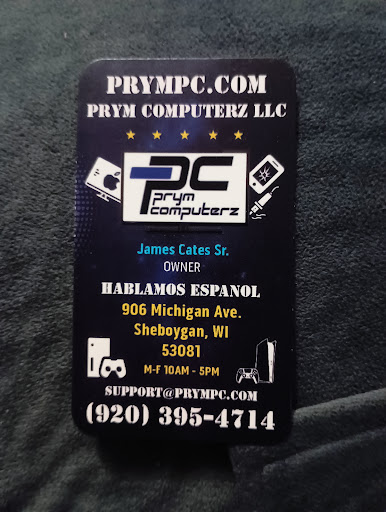 PRYMPC.COM
PRYM COMPUTERZ LLC
PC
prym
computerz
James Cates Sr.
OWNER
HABLAMOS ESPANOL
906 Michigan Ave.
Sheboygan, WI
53081
M-F 10AM - 5PM
SUPPORT@PRYMPC.COM
(920) 395-4714